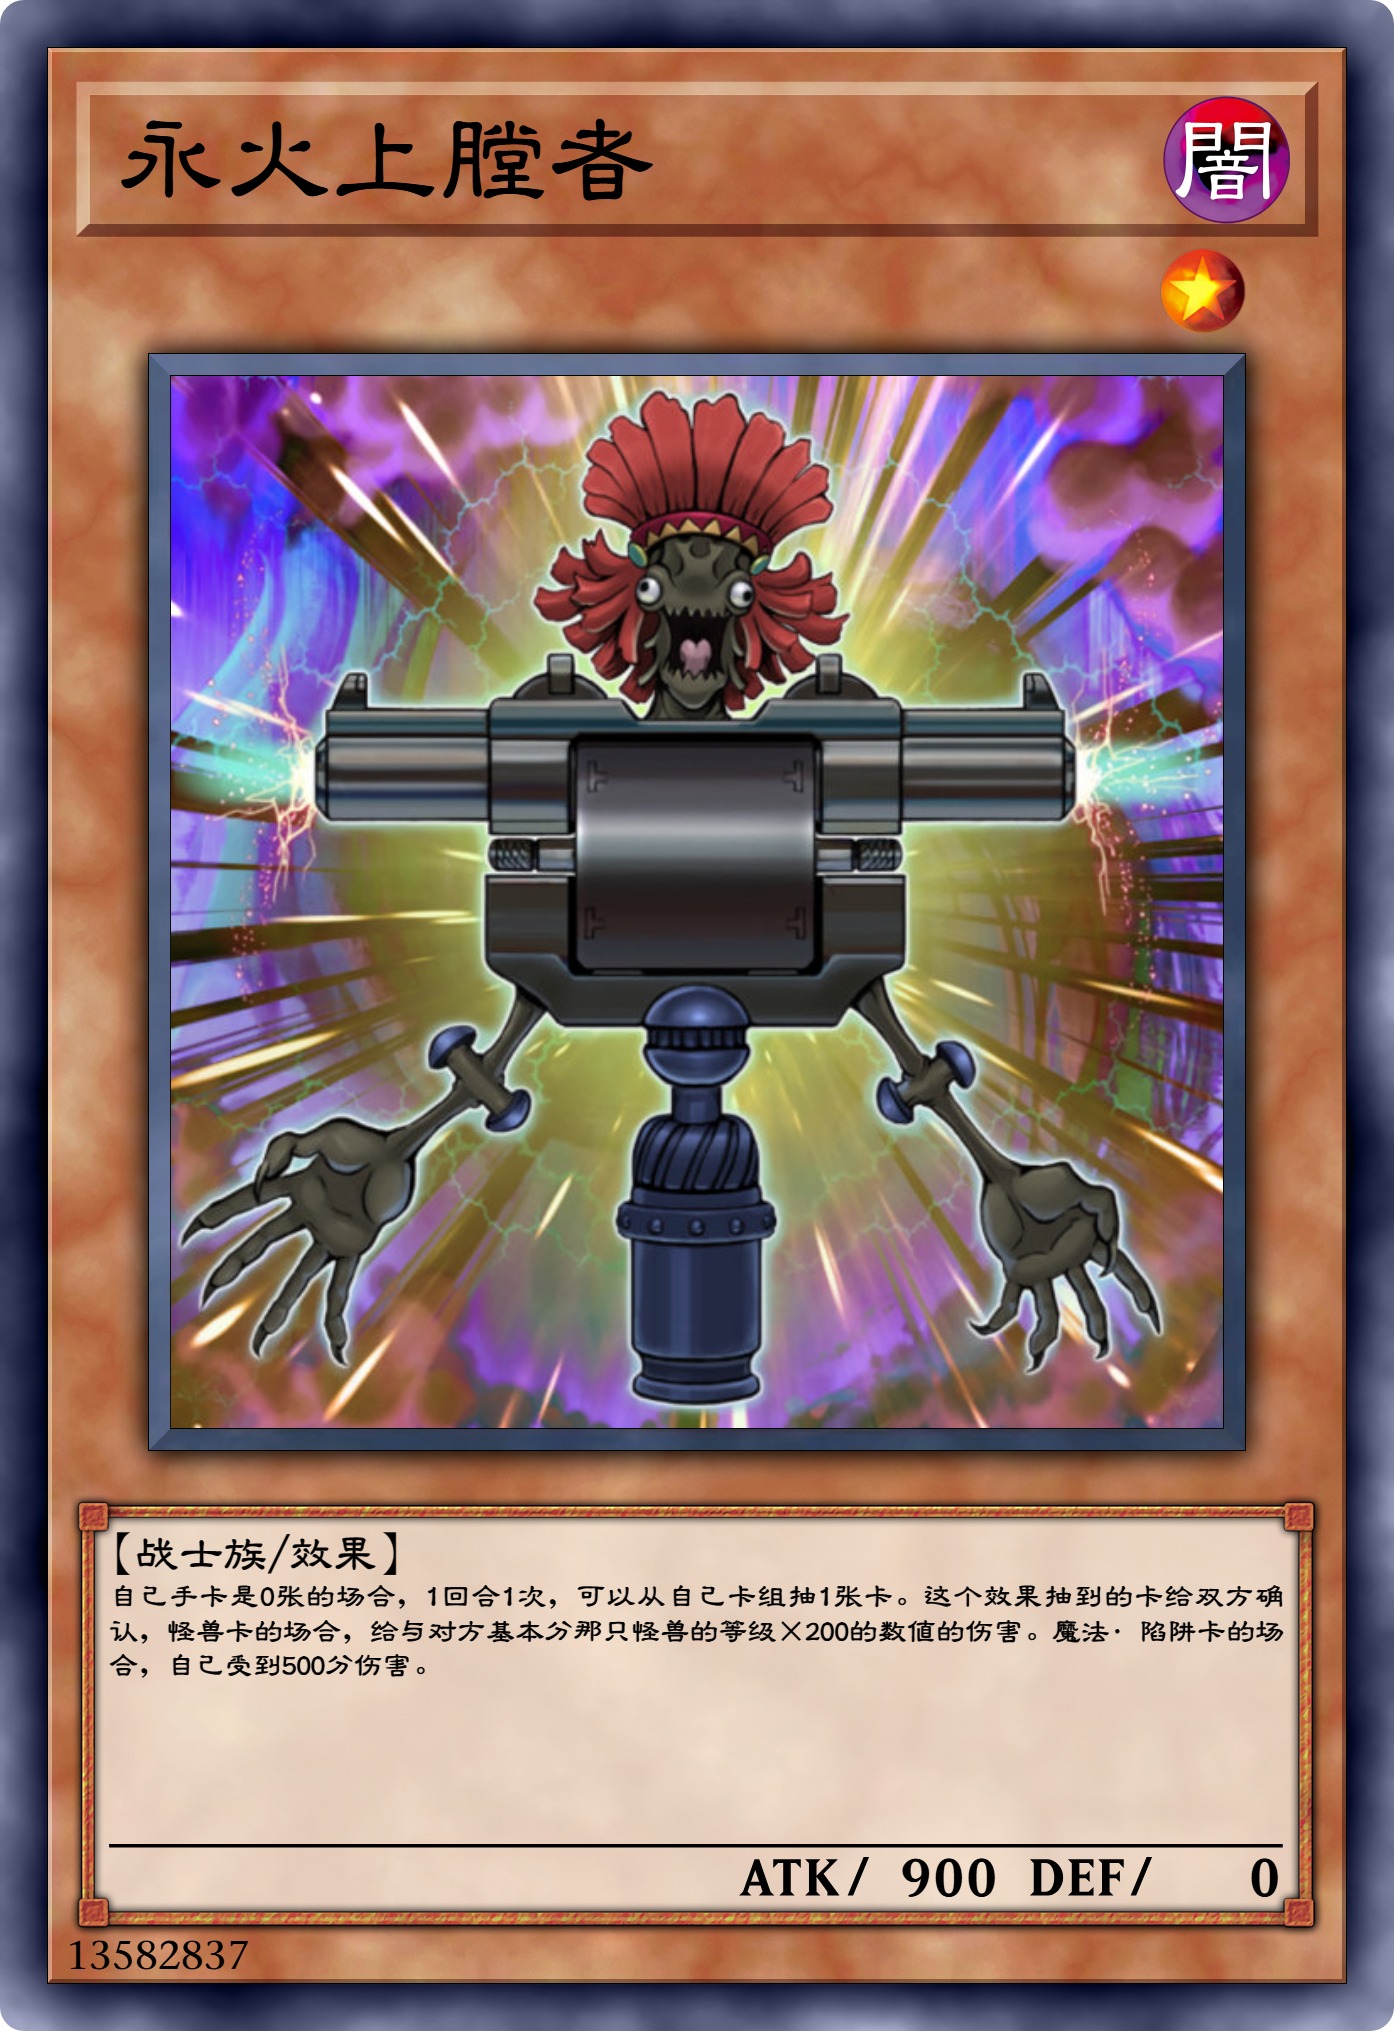 永火上膛者
闇
【战士族/效果】
自己手卡是0张的场合，1回合1次，可以从自己卡组抽1张卡。这个效果抽到的卡给双方确
认，怪兽卡的场合，给与对方基本分那只怪兽的等级×200的数值的伤害。魔法·陷阱卡的场
合，自己受到500分伤害。
ATK/ 900 DEF/ 0
13582837